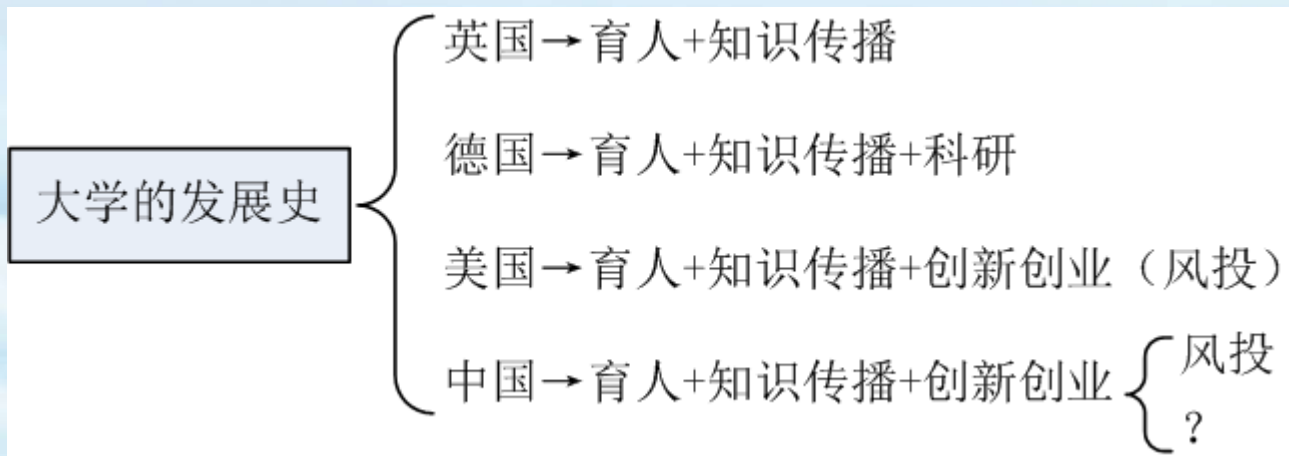 英国→育人+知识传播
德国→育人+知识传播+科研
大学的发展史
美国→育人+知识传播+创新创业（风投）
中国→育人+知识传播+创新创业
风投
？